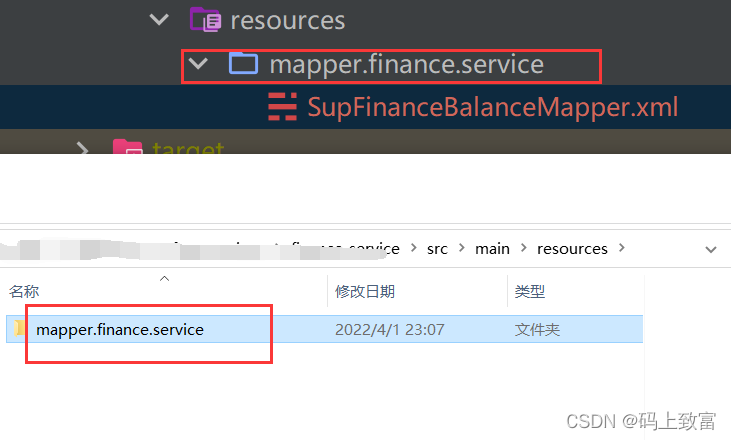 resources
mapper.finance.service
SupFinanceBalanceMapper.xml
target
service > src > main > resources >
名称 修改日期 类型
mapper.finance.service 2022/4/1 23:07 文件夹
CSDN @码上致富